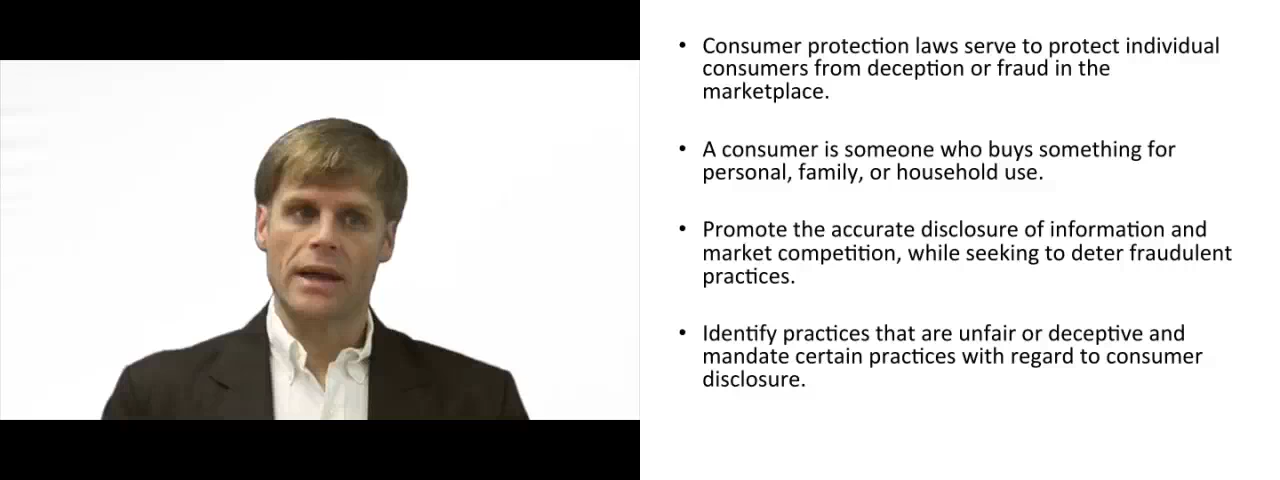 • Consumer protection laws serve to protect individual
consumers from deception or fraud in the
marketplace.
• A consumer is someone who buys something for
personal, family, or household use.
• Promote the accurate disclosure of information and
market competition, while seeking to deter fraudulent
practices.
• Identify practices that are unfair or deceptive and
mandate certain practices with regard to consumer
disclosure.